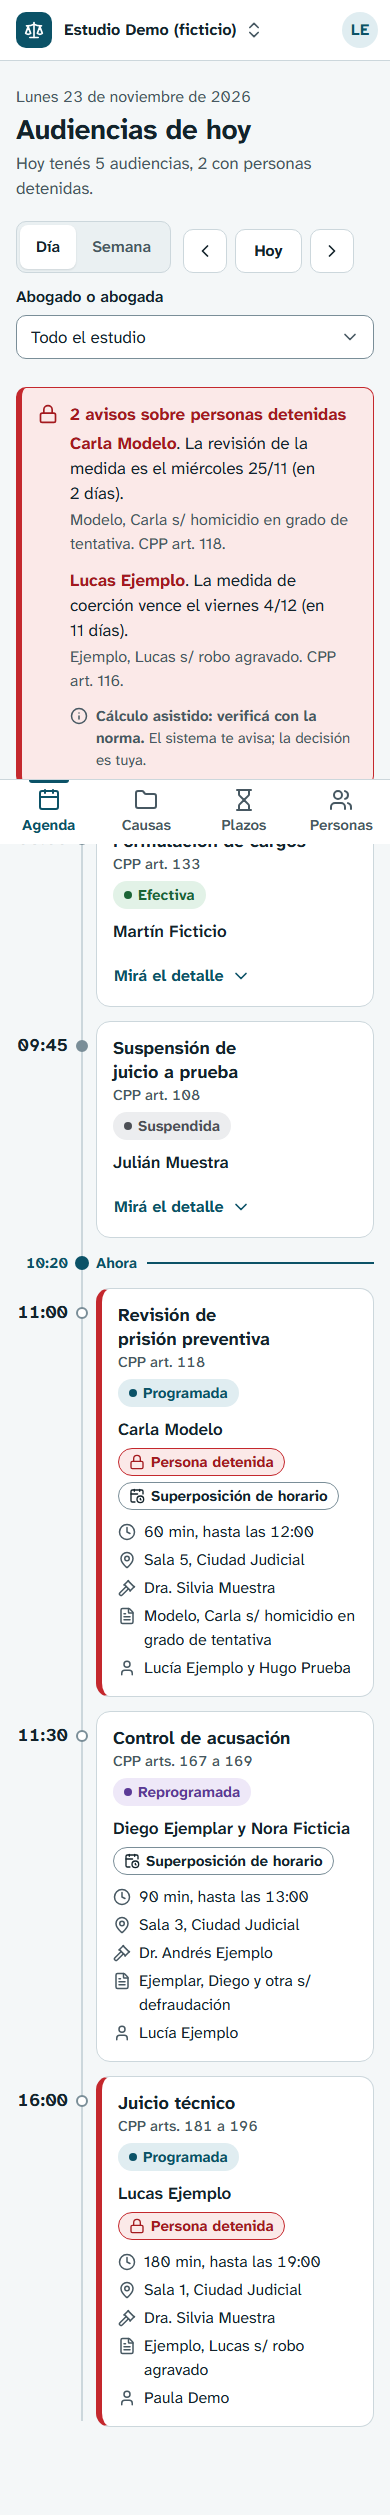 Estudio Demo (ficticio)
LE
Lunes 23 de noviembre de 2026
Audiencias de hoy
Hoy tenés 5 audiencias, 2 con personas
detenidas.
Día
Semana
Hoy
Abogado o abogada
Todo el estudio
2 avisos sobre personas detenidas
Carla Modelo. La revisión de la
medida es el miércoles 25/11 (en
2 días).
Modelo, Carla s/ homicidio en grado de
tentativa. CPP art. 118.
Lucas Ejemplo. La medida de
coerción vence el viernes 4/12 (en
11 días).
Ejemplo, Lucas s/ robo agravado. CPP
art. 116.
Cálculo asistido: verificá con la
norma. El sistema te avisa; la decisión
es tuya.
Agenda
Causas
Plazos
Personas
Formulación de cargos
CPP art. 133
Efectiva
Martín Ficticio
Mirá el detalle
09:45
Suspensión de
juicio a prueba
CPP art. 108
Suspendida
Julián Muestra
Mirá el detalle
10:20
Ahora
11:00
Revisión de
prisión preventiva
CPP art. 118
Programada
Carla Modelo
Persona detenida
Superposición de horario
60 min, hasta las 12:00
Sala 5, Ciudad Judicial
Dra. Silvia Muestra
Modelo, Carla s/ homicidio en
grado de tentativa
Lucía Ejemplo y Hugo Prueba
11:30
Control de acusación
CPP arts. 167 a 169
Reprogramada
Diego Ejemplar y Nora Ficticia
Superposición de horario
90 min, hasta las 13:00
Sala 3, Ciudad Judicial
Dr. Andrés Ejemplo
Ejemplar, Diego y otra s/
defraudación
Lucía Ejemplo
16:00
Juicio técnico
CPP arts. 181 a 196
Programada
Lucas Ejemplo
Persona detenida
180 min, hasta las 19:00
Sala 1, Ciudad Judicial
Dra. Silvia Muestra
Ejemplo, Lucas s/ robo
agravado
Paula Demo